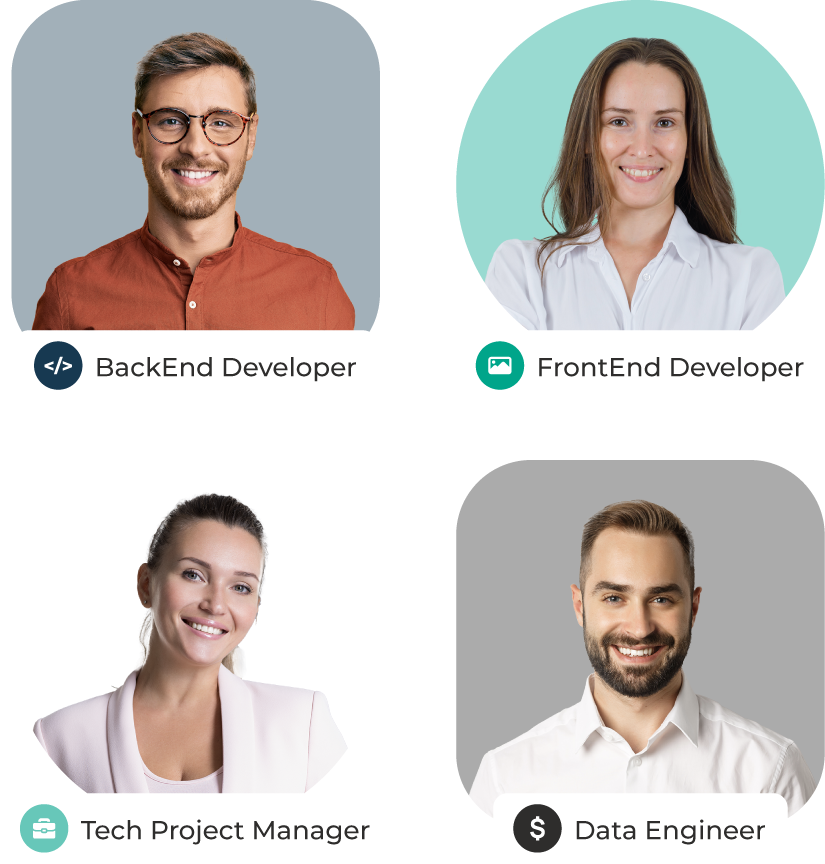 </> BackEnd Developer
FrontEnd Developer
Tech Project Manager
$ Data Engineer